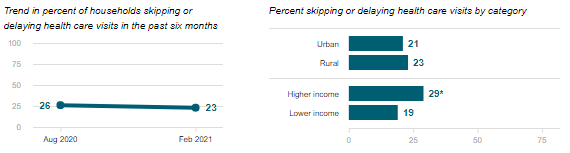 Trend in percent of households skipping or
delaying health care visits in the past six months
100
75
50
25
0
26
23
Aug 2020
Feb 2021
Percent skipping or delaying health care visits by category
Urban 21
Rural 23
Higher income 29*
Lower income 19
0 25 50 75